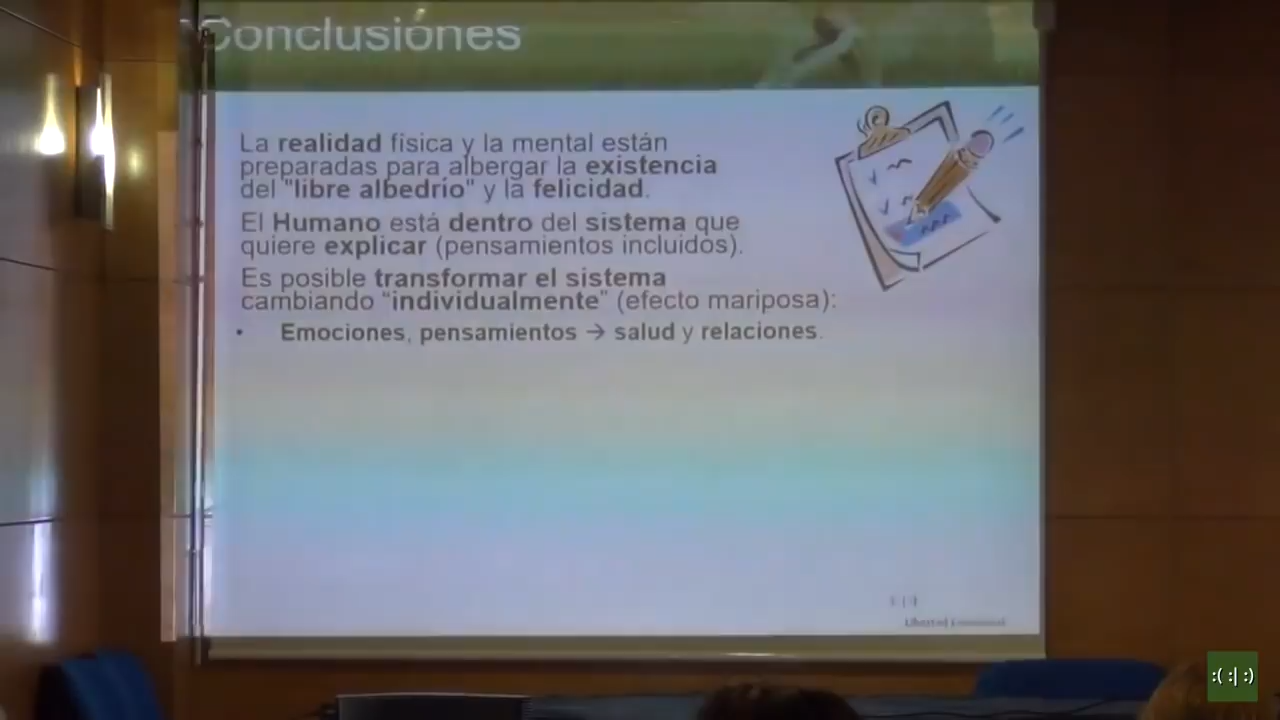 Conclusiones
La realidad física y la mental están
preparadas para albergar la existencia
del "libre albedrío" y la felicidad.
El Humano está dentro del sistema que
quiere explicar (pensamientos incluidos).
Es posible transformar el sistema
cambiando “individualmente” (efecto mariposa):
• Emociones, pensamientos → salud y relaciones.
Libertad Emocional
:( :| :)